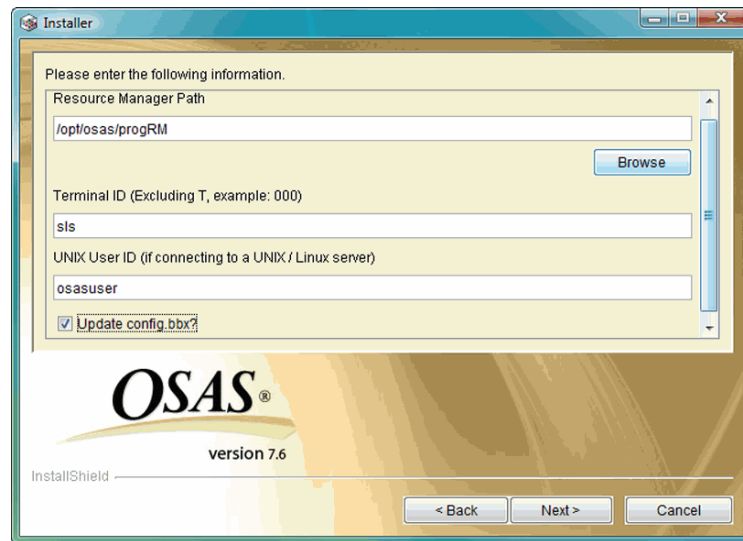 Installer
Please enter the following information.
Resource Manager Path
/opt/osas/progRM
Browse
Terminal ID (Excluding T, example: 000)
sls
UNIX User ID (if connecting to a UNIX / Linux server)
osasuser
Update config.bbx?
OSAS®
version 7.6
InstallShield
< Back Next > Cancel